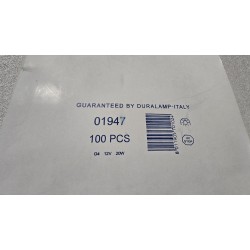 GUARANTEED BY DURALAMP-ITALY
01947
100 PCS
G4 12V 20W